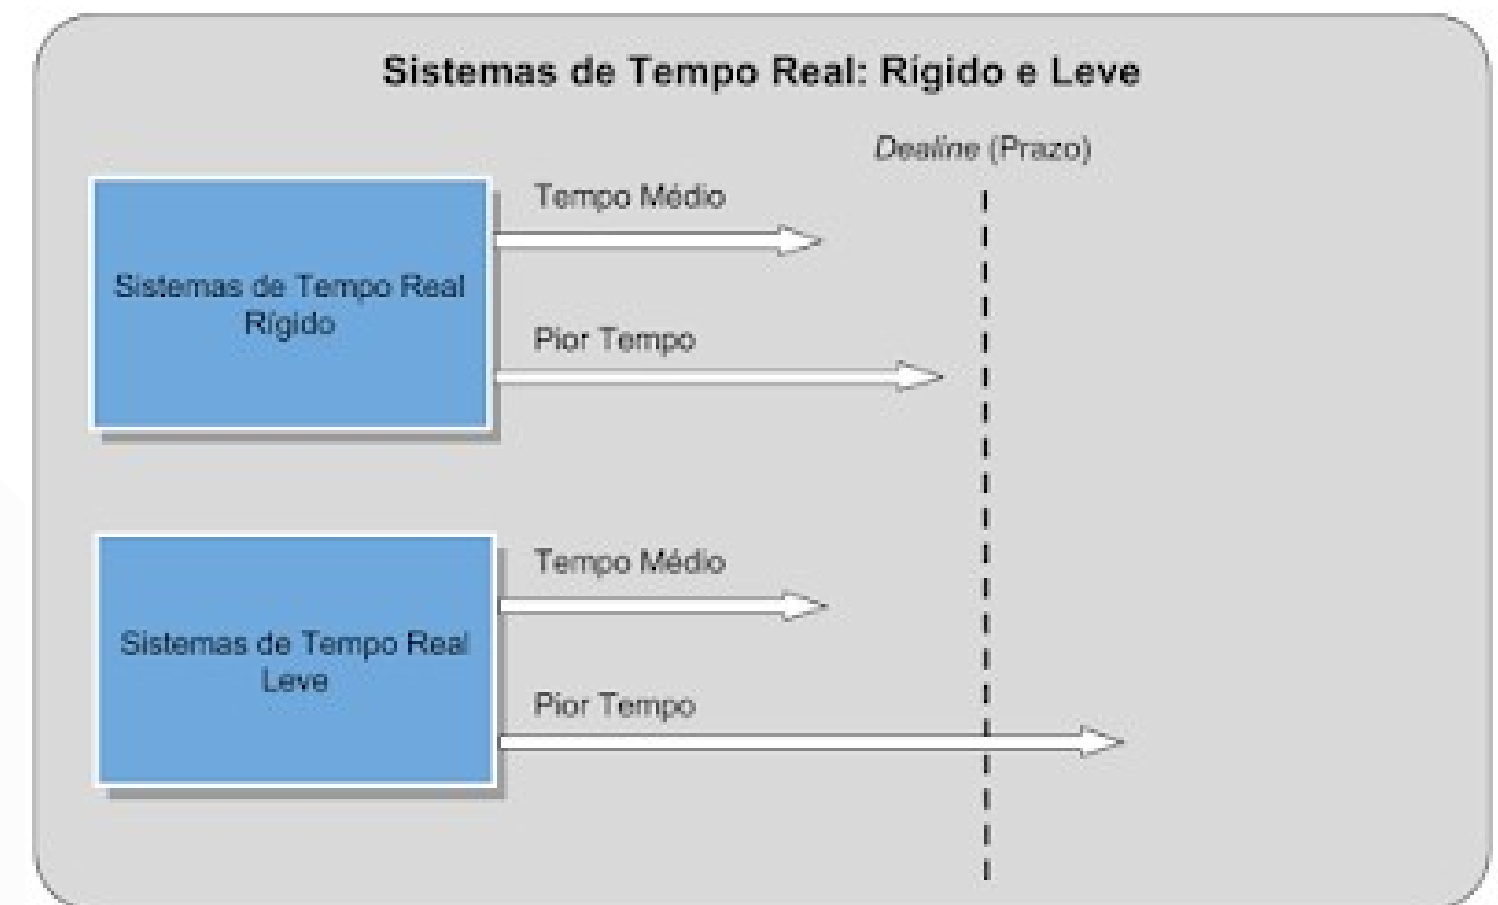 Sistemas de Tempo Real: Rígido e Leve
Dealine (Prazo)
Tempo Médio
Sistemas de Tempo Real
Rígido
Pior Tempo
Tempo Médio
Sistemas de Tempo Real
Leve
Pior Tempo